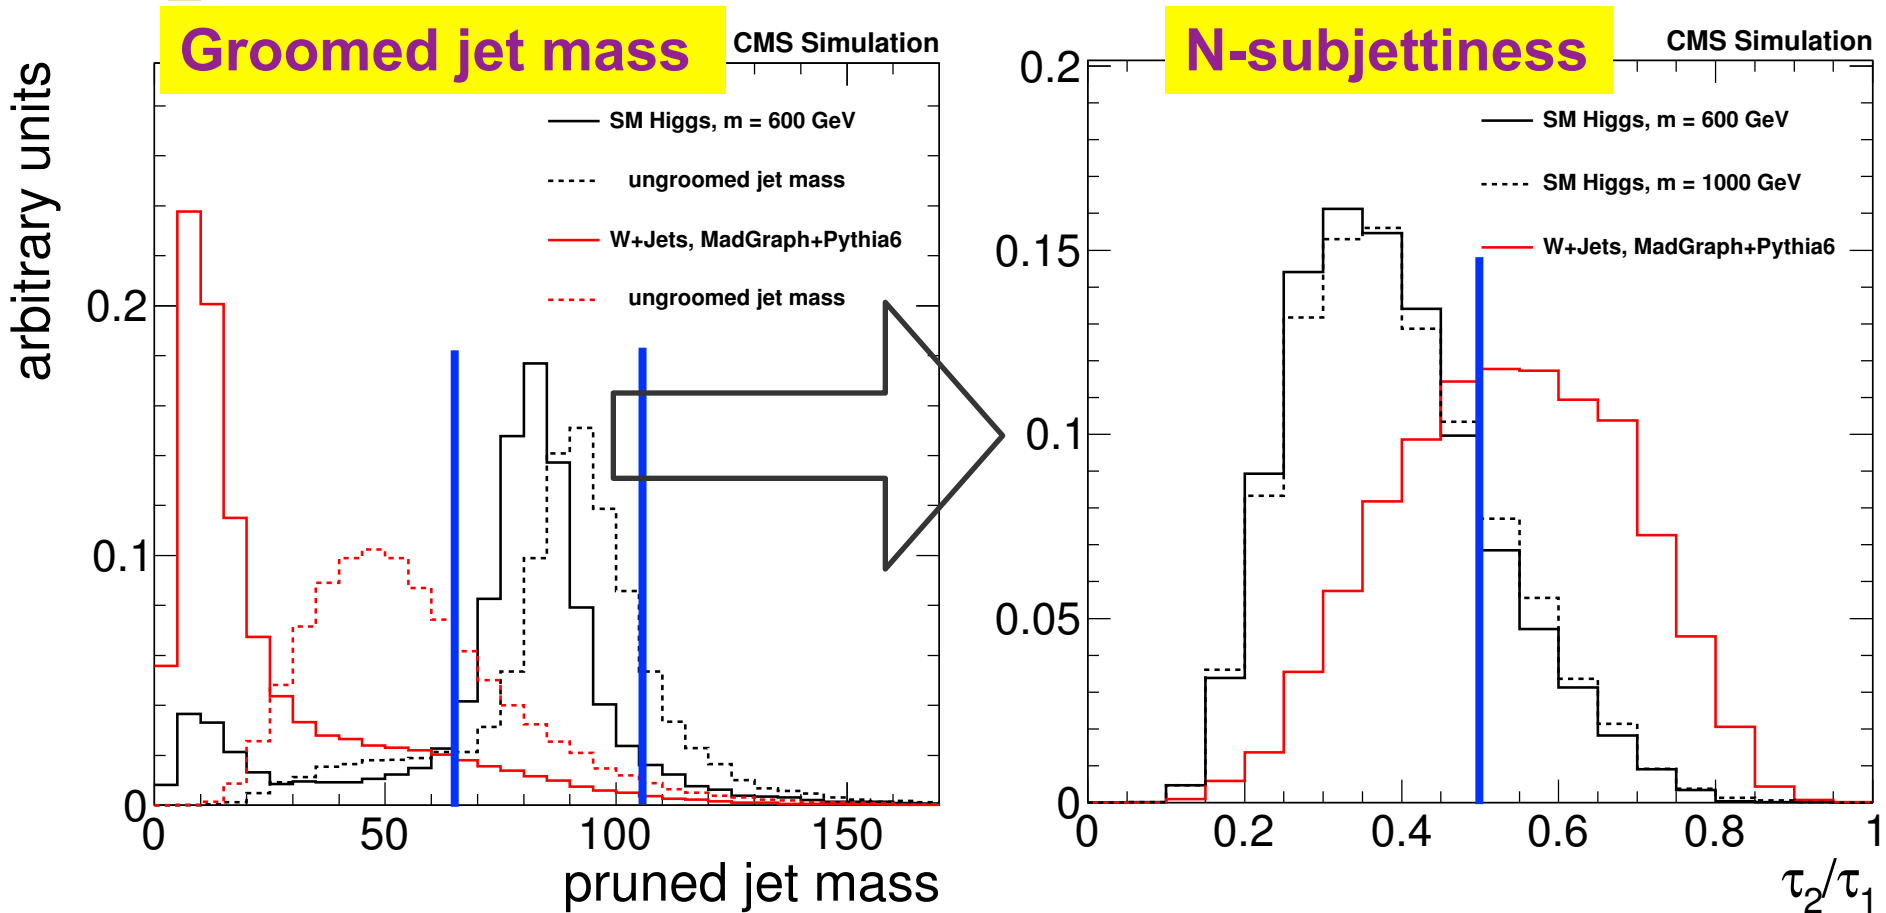 Groomed jet mass
CMS Simulation
arbitrary units
SM Higgs, m = 600 GeV
ungroomed jet mass
W+Jets, MadGraph+Pythia6
ungroomed jet mass
0.2
0.1
0
0 50 100 150
pruned jet mass
N-subjettiness
CMS Simulation
SM Higgs, m = 600 GeV
SM Higgs, m = 1000 GeV
W+Jets, MadGraph+Pythia6
0.2
0.15
0.1
0.05
0
0 0.2 0.4 0.6 0.8 1
τ₂/τ₁